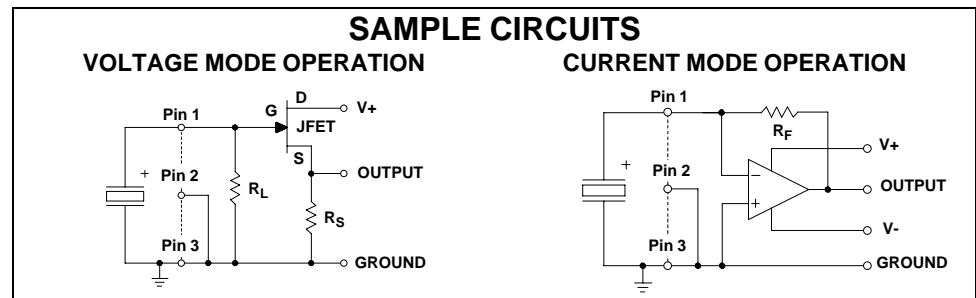 SAMPLE CIRCUITS
VOLTAGE MODE OPERATION
Pin 1
G
D
V+
JFET
S
+
Pin 2
RL
OUTPUT
RS
Pin 3
GROUND
CURRENT MODE OPERATION
Pin 1
RF
V+
+
Pin 2
−
+
OUTPUT
V-
Pin 3
GROUND